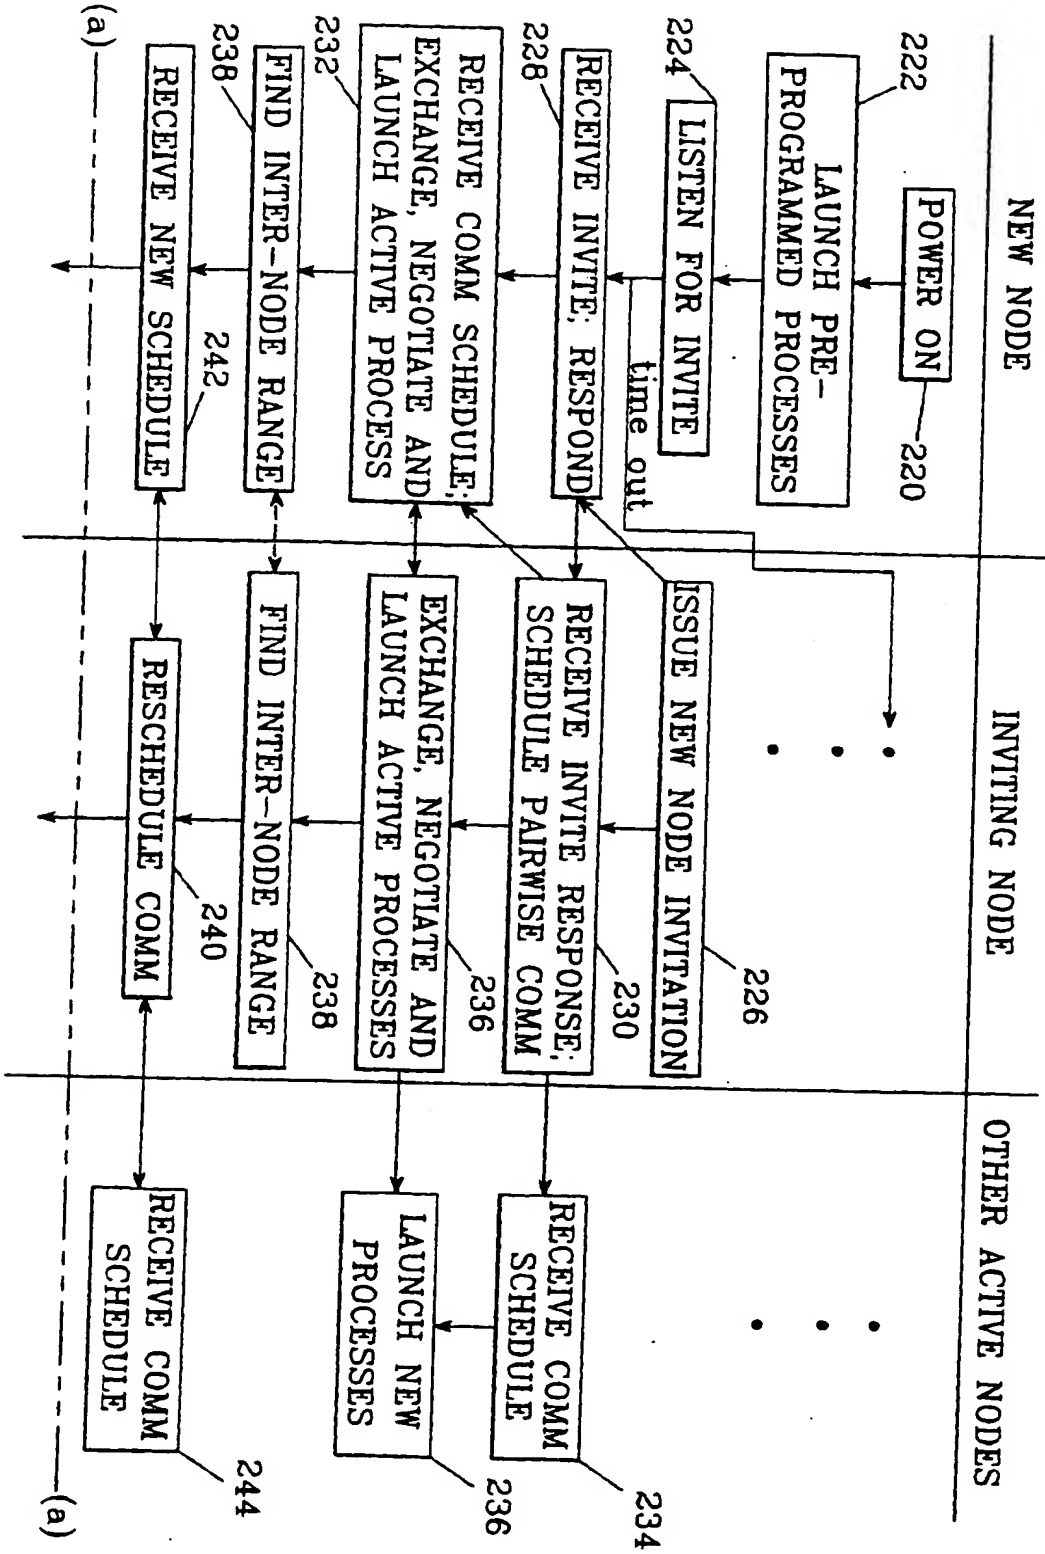 NEW NODE
INVITING NODE
OTHER ACTIVE NODES
POWER ON
220
222
LAUNCH PRE-
PROGRAMMED PROCESSES
224
LISTEN FOR INVITE
time out
228
RECEIVE INVITE; RESPOND
232
RECEIVE COMM SCHEDULE;
EXCHANGE, NEGOTIATE AND
LAUNCH ACTIVE PROCESS
238
FIND INTER-NODE RANGE
RECEIVE NEW SCHEDULE
242
ISSUE NEW NODE INVITATION
226
RECEIVE INVITE RESPONSE;
SCHEDULE PAIRWISE COMM
230
EXCHANGE, NEGOTIATE AND
LAUNCH ACTIVE PROCESSES
236
FIND INTER-NODE RANGE
238
RESCHEDULE COMM
240
RECEIVE COMM
SCHEDULE
234
LAUNCH NEW
PROCESSES
236
RECEIVE COMM
SCHEDULE
244
(a)
(a)